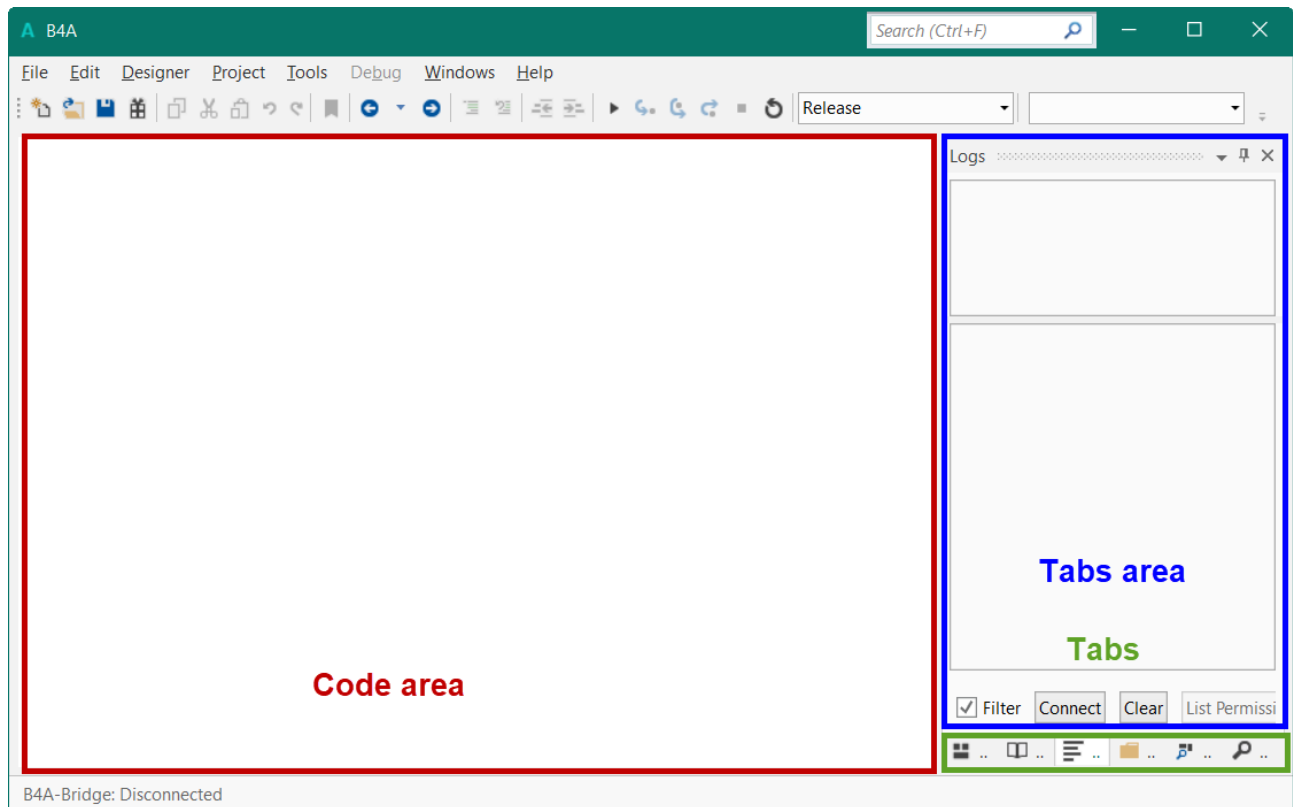 A B4A
Search (Ctrl+F)
File Edit Designer Project Tools Debug Windows Help
Release
Logs
Tabs area
Tabs
Code area
Filter Connect Clear List Permissi
.. .. .. .. .. ..
B4A-Bridge: Disconnected